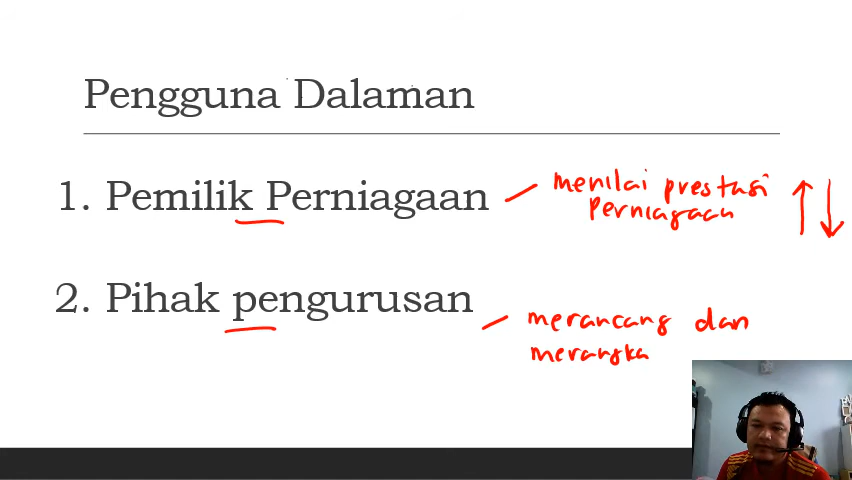 Pengguna Dalaman
1. Pemilik Perniagaan
menilai prestasi
perniagaan
2. Pihak pengurusan
merancang dan
merangka